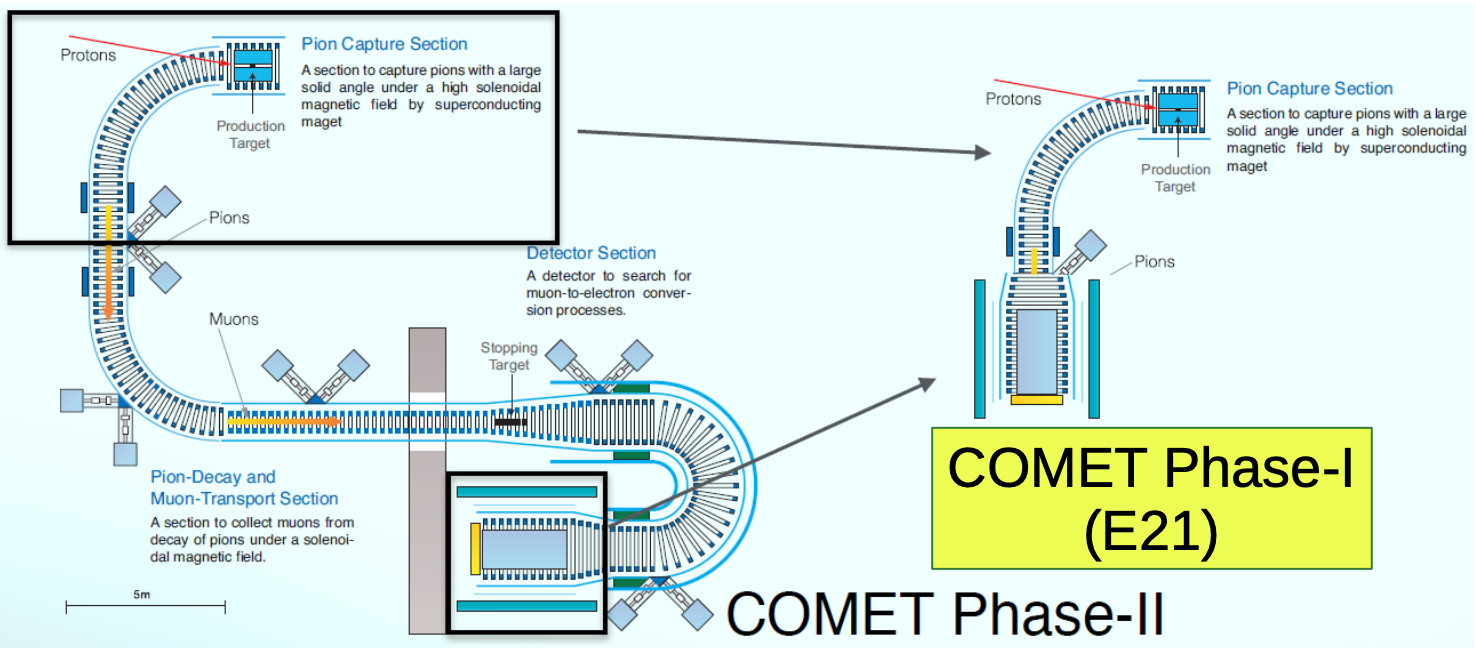 Protons
Pion Capture Section
A section to capture pions with a large
solid angle under a high solenoidal
magnetic field by superconducting
maget
Production
Target
Pions
Detector Section
A detector to search for
muon-to-electron conver-
sion processes.
Muons
Stopping
Target
Pion-Decay and
Muon-Transport Section
A section to collect muons from
decay of pions under a solenoi-
dal magnetic field.
5m
COMET Phase-II
Protons
Pion Capture Section
A section to capture pions with a large
solid angle under a high solenoidal
magnetic field by superconducting
maget
Production
Target
Pions
COMET Phase-I
(E21)